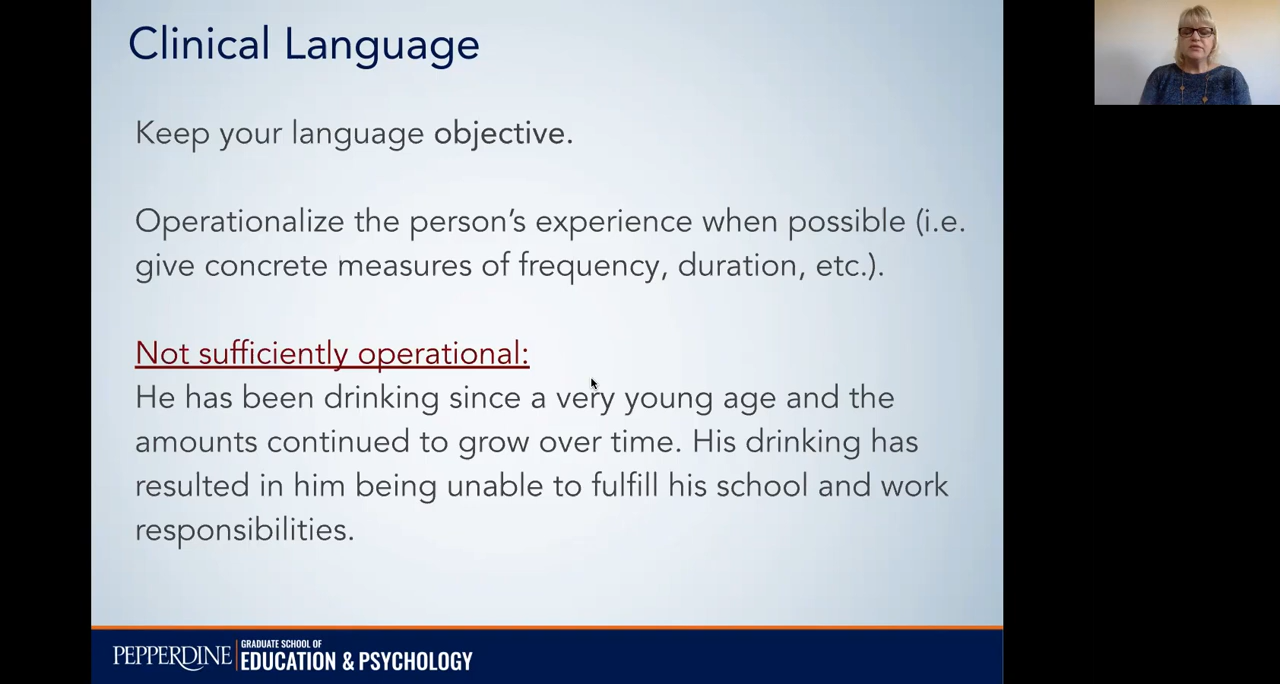 Clinical Language
Keep your language objective.
Operationalize the person's experience when possible (i.e.
give concrete measures of frequency, duration, etc.).
Not sufficiently operational:
He has been drinking since a very young age and the
amounts continued to grow over time. His drinking has
resulted in him being unable to fulfill his school and work
responsibilities.
PEPPERDINE
GRADUATE SCHOOL OF
EDUCATION & PSYCHOLOGY